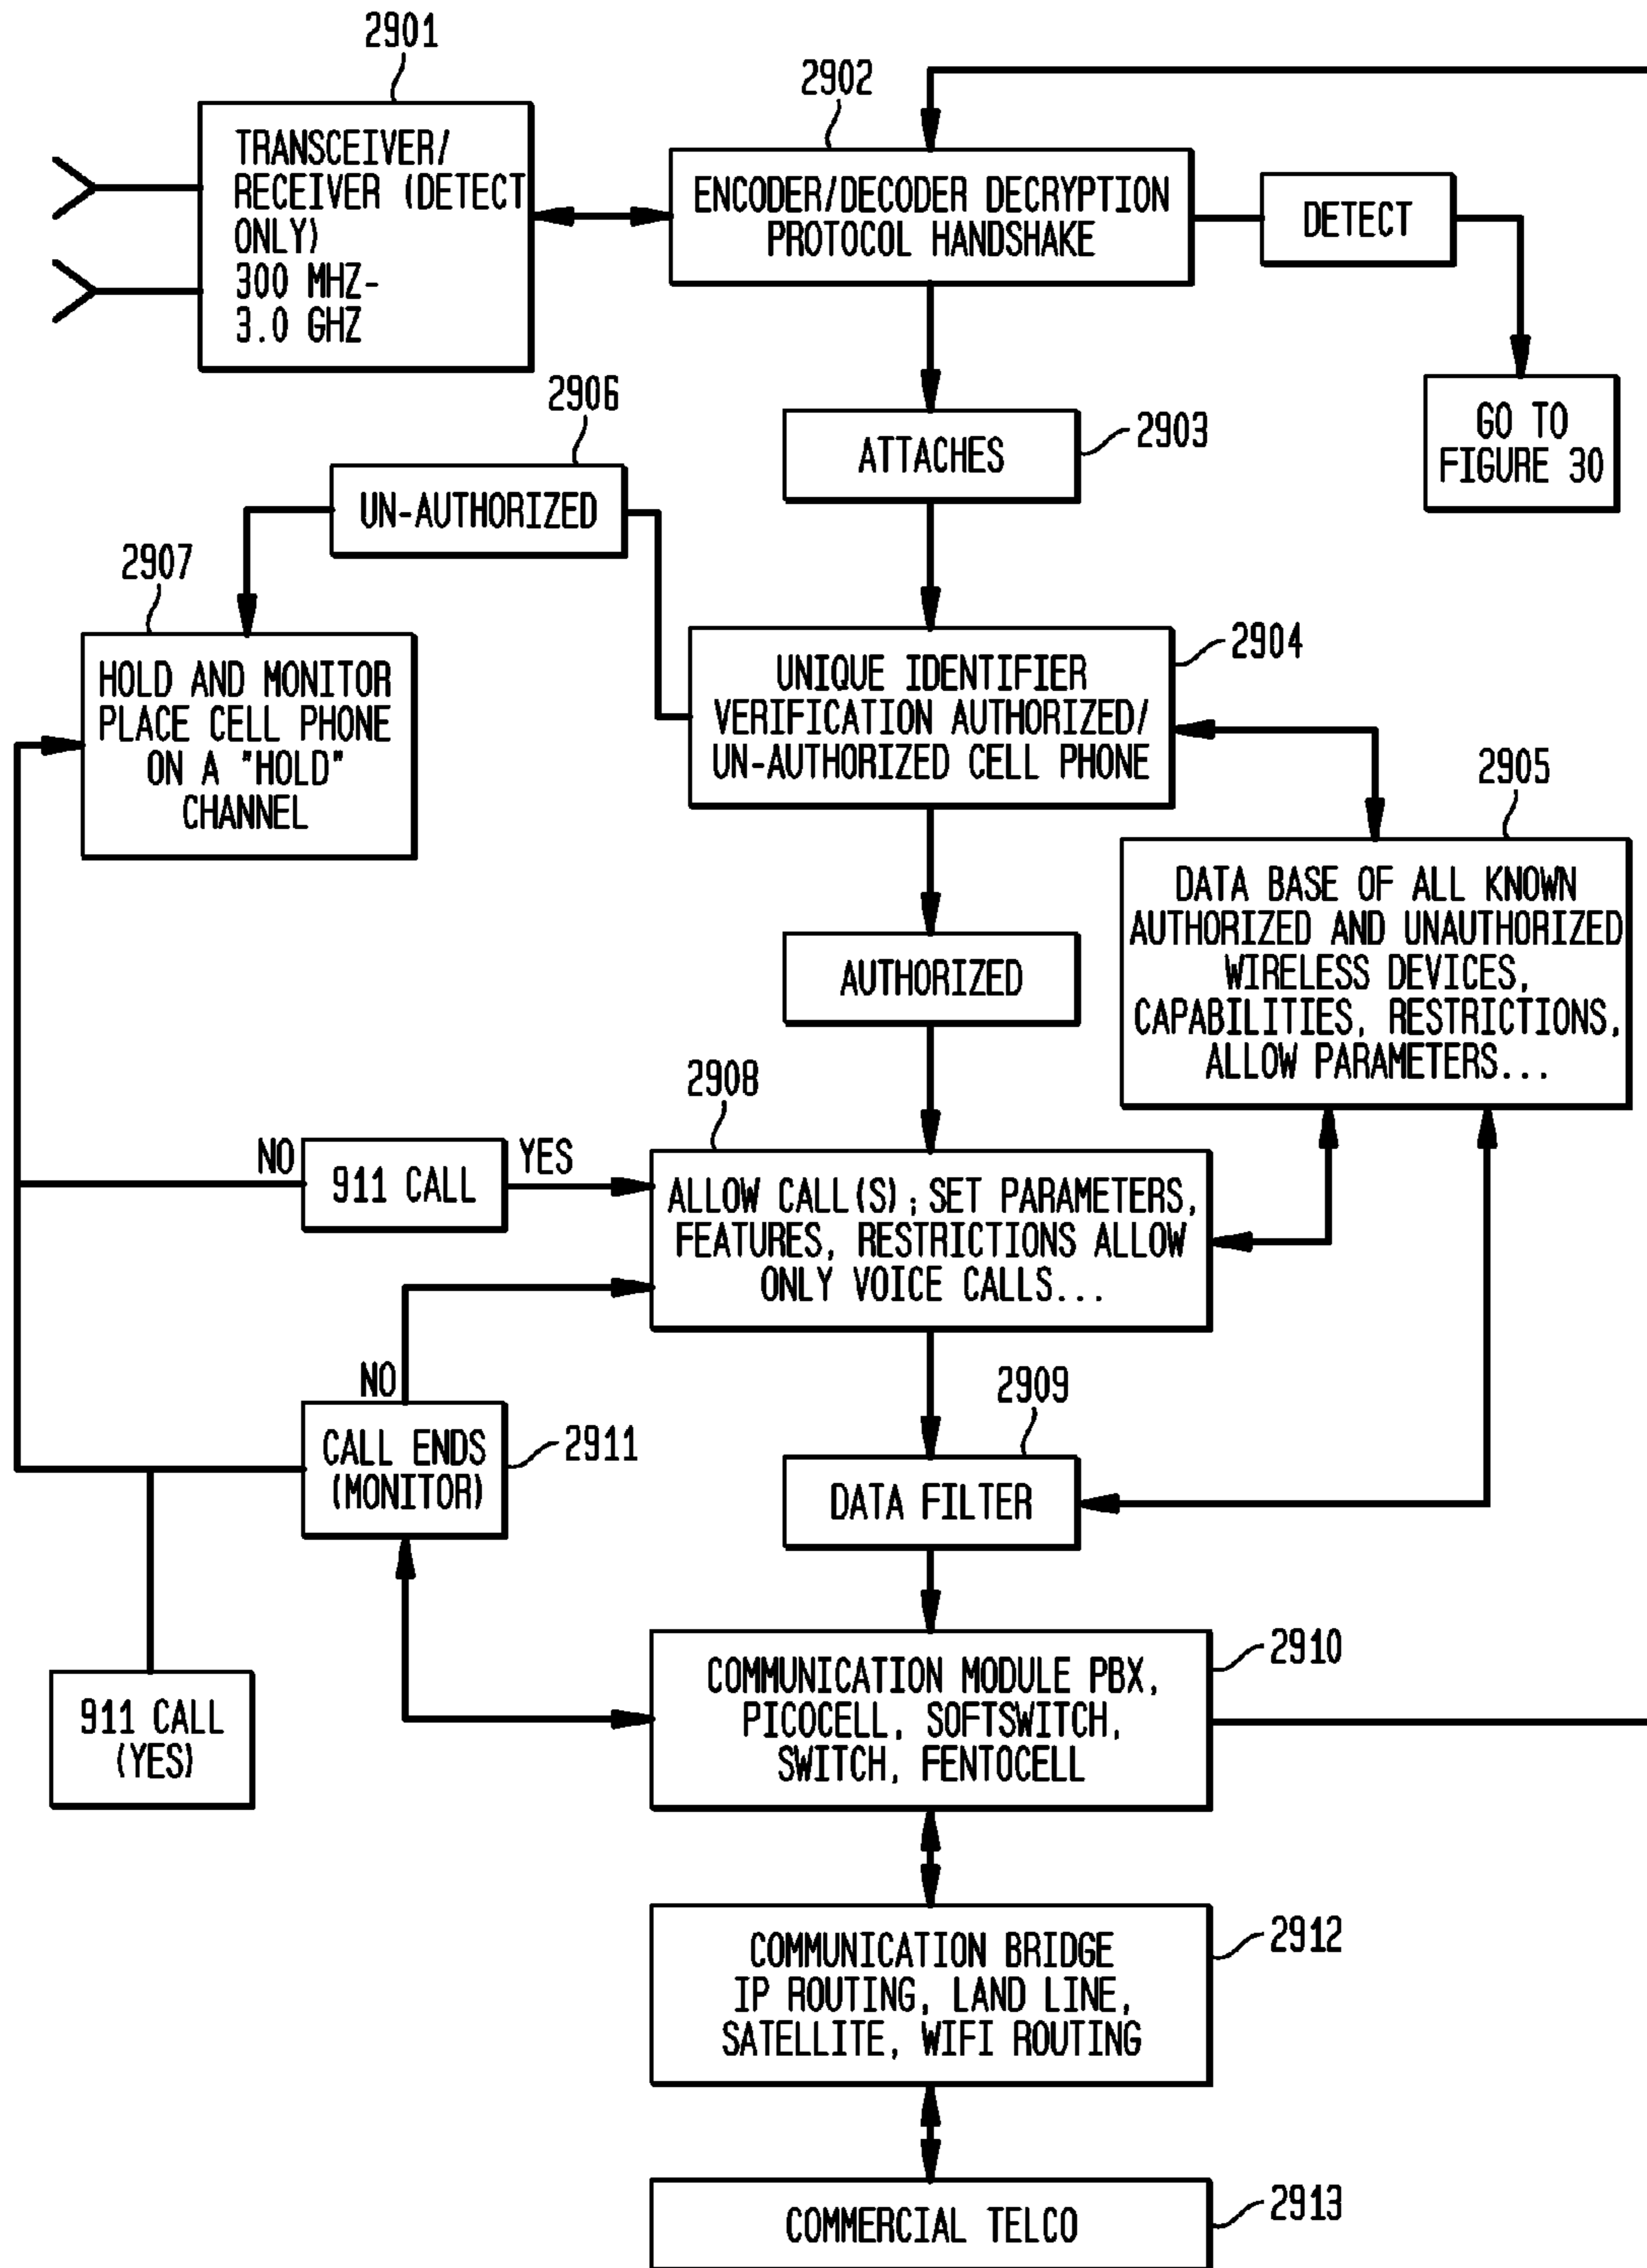 2901
2902
TRANSCEIVER/
RECEIVER (DETECT
ONLY)
300 MHZ-
3.0 GHZ
ENCODER/DECODER DECRYPTION
PROTOCOL HANDSHAKE
DETECT
GO TO
FIGURE 30
2906
ATTACHES
2903
UN-AUTHORIZED
2907
HOLD AND MONITOR
PLACE CELL PHONE
ON A "HOLD"
CHANNEL
UNIQUE IDENTIFIER
VERIFICATION AUTHORIZED/
UN-AUTHORIZED CELL PHONE
2904
2905
DATA BASE OF ALL KNOWN
AUTHORIZED AND UNAUTHORIZED
WIRELESS DEVICES,
CAPABILITIES, RESTRICTIONS,
ALLOW PARAMETERS...
AUTHORIZED
2908
NO
911 CALL
YES
ALLOW CALL(S);SET PARAMETERS,
FEATURES, RESTRICTIONS ALLOW
ONLY VOICE CALLS...
NO
CALL ENDS
(MONITOR)
2911
2909
DATA FILTER
911 CALL
(YES)
COMMUNICATION MODULE PBX,
PICOCELL, SOFTSWITCH,
SWITCH, FENTOCELL
2910
COMMUNICATION BRIDGE
IP ROUTING, LAND LINE,
SATELLITE, WIFI ROUTING
2912
COMMERCIAL TELCO
2913